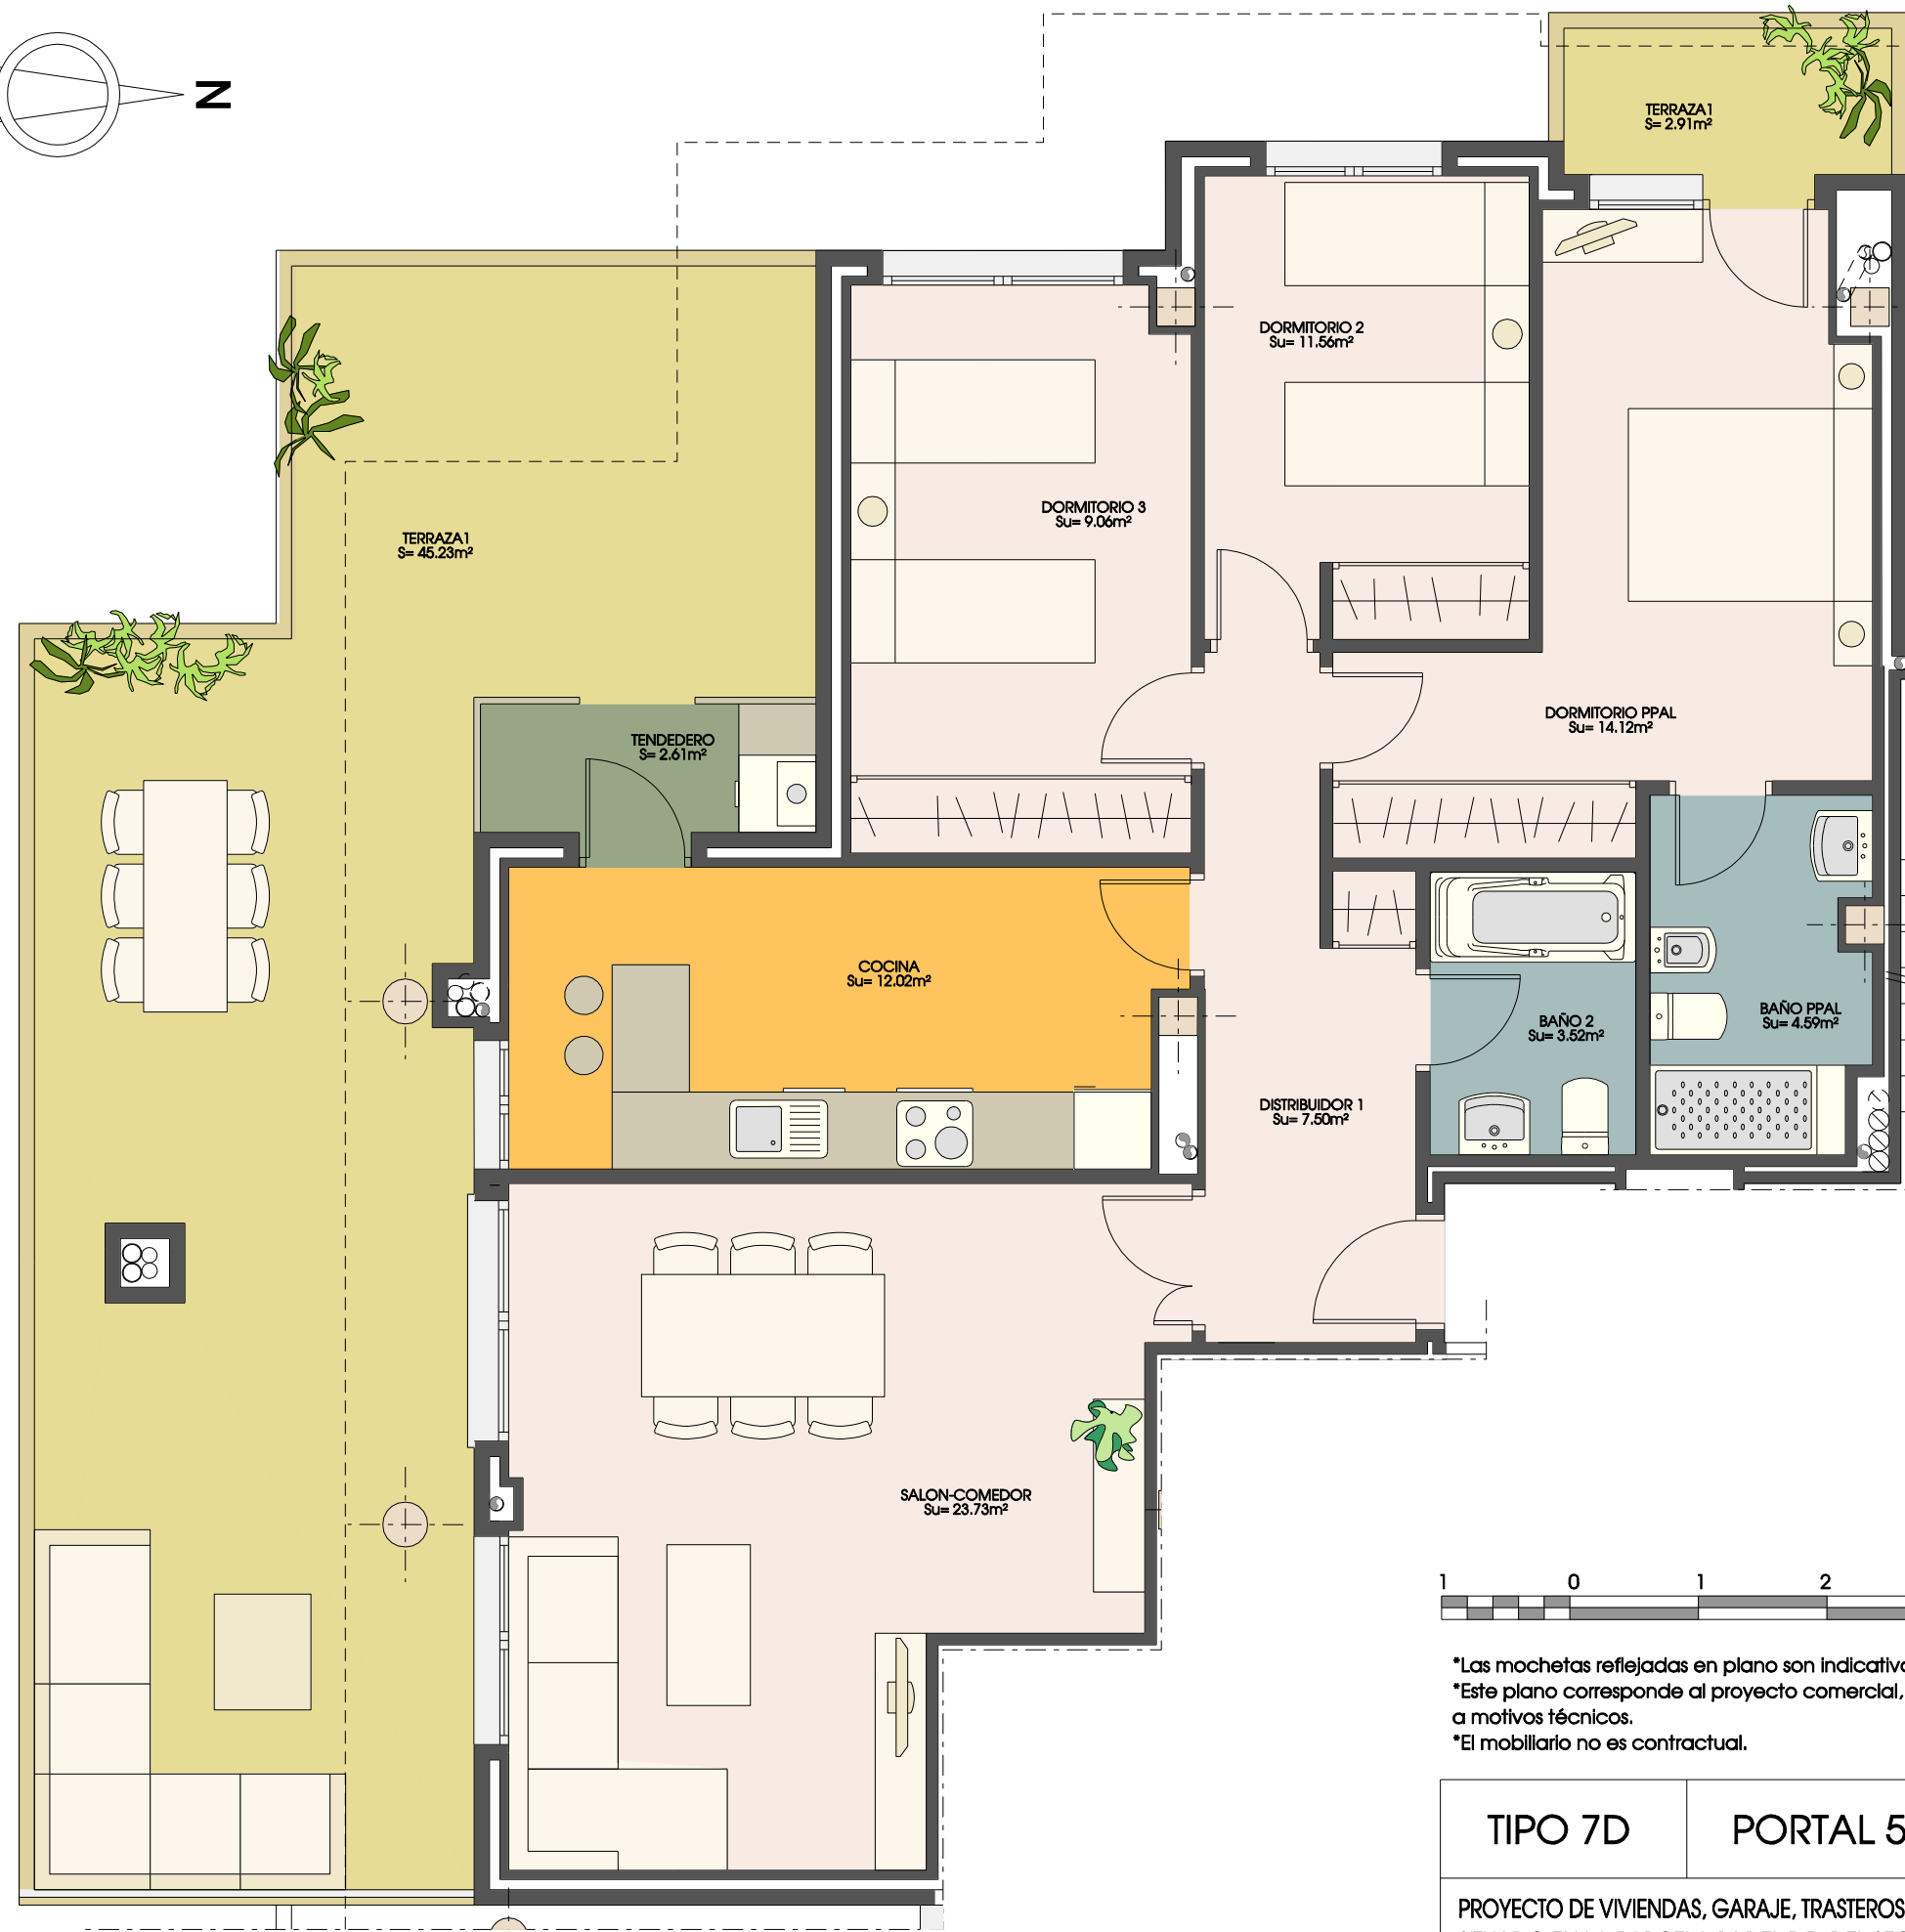 N
TERRAZA1
S= 2.91m²
DORMITORIO 2
Su= 11.56m²
DORMITORIO 3
Su= 9.06m²
TERRAZA1
S= 45.23m²
DORMITORIO PPAL
Su= 14.12m²
TENDEDERO
S= 2.61m²
COCINA
Su= 12.02m²
BAÑO 2
Su= 3.52m²
BAÑO PPAL
Su= 4.59m²
DISTRIBUIDOR 1
Su= 7.50m²
SALON-COMEDOR
Su= 23.73m²
1 0 1 2
*Las mochetas reflejadas en plano son indicativa
*Este plano corresponde al proyecto comercial,
a motivos técnicos.
*El mobiliario no es contractual.
TIPO 7D PORTAL 5
PROYECTO DE VIVIENDAS, GARAJE, TRASTEROS